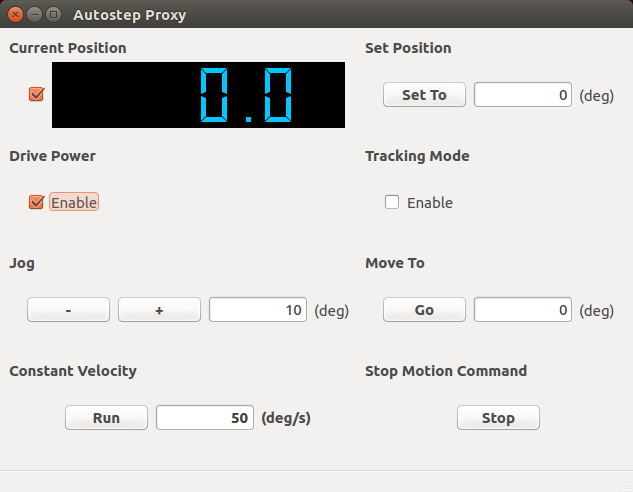 Autostep Proxy
Current Position
0.0
Set Position
Set To 0 (deg)
Drive Power
Enable
Tracking Mode
Enable
Jog
- + 10 (deg)
Move To
Go 0 (deg)
Constant Velocity
Run 50 (deg/s)
Stop Motion Command
Stop